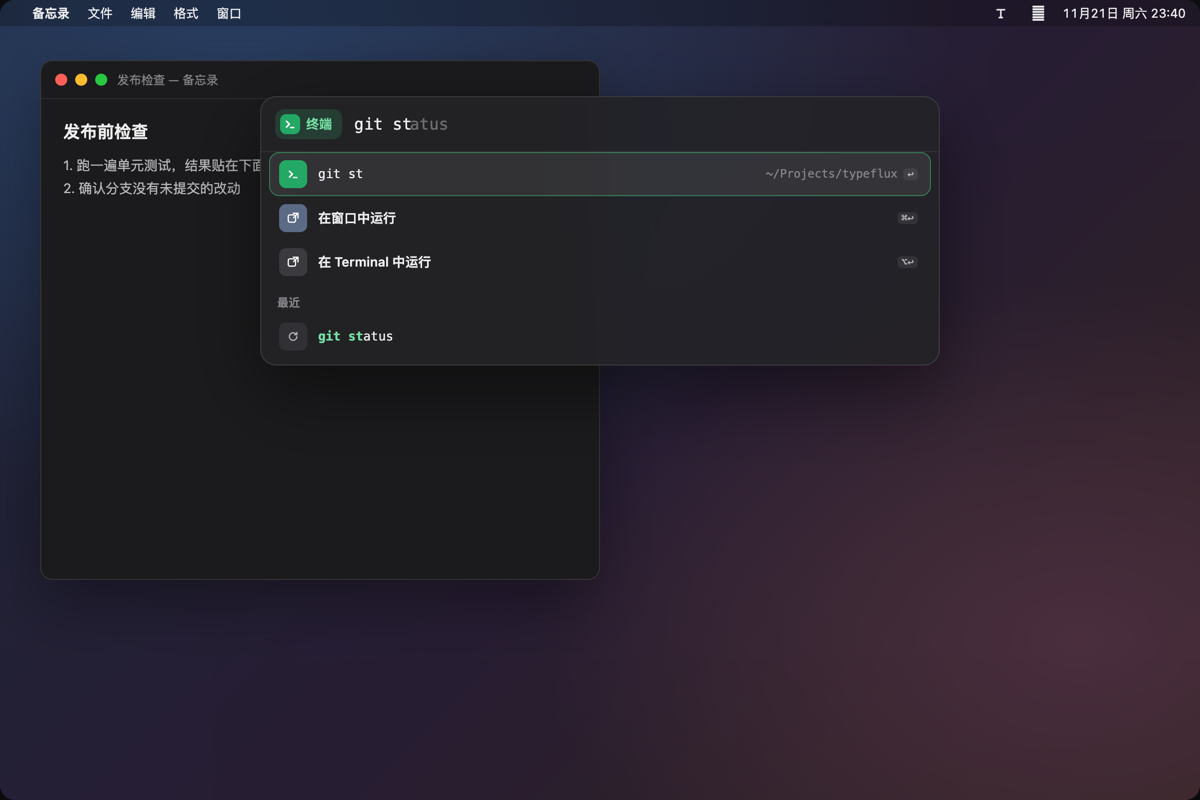 备忘录 文件 编辑 格式 窗口 T 11月21日 周六 23:40
发布检查 — 备忘录
发布前检查
1. 跑一遍单元测试，结果贴在下面
2. 确认分支没有未提交的改动
终端 git status
git st ~/Projects/typeflux ↩
在窗口中运行 ⌘↩
在 Terminal 中运行 ⌥↩
最近
git status